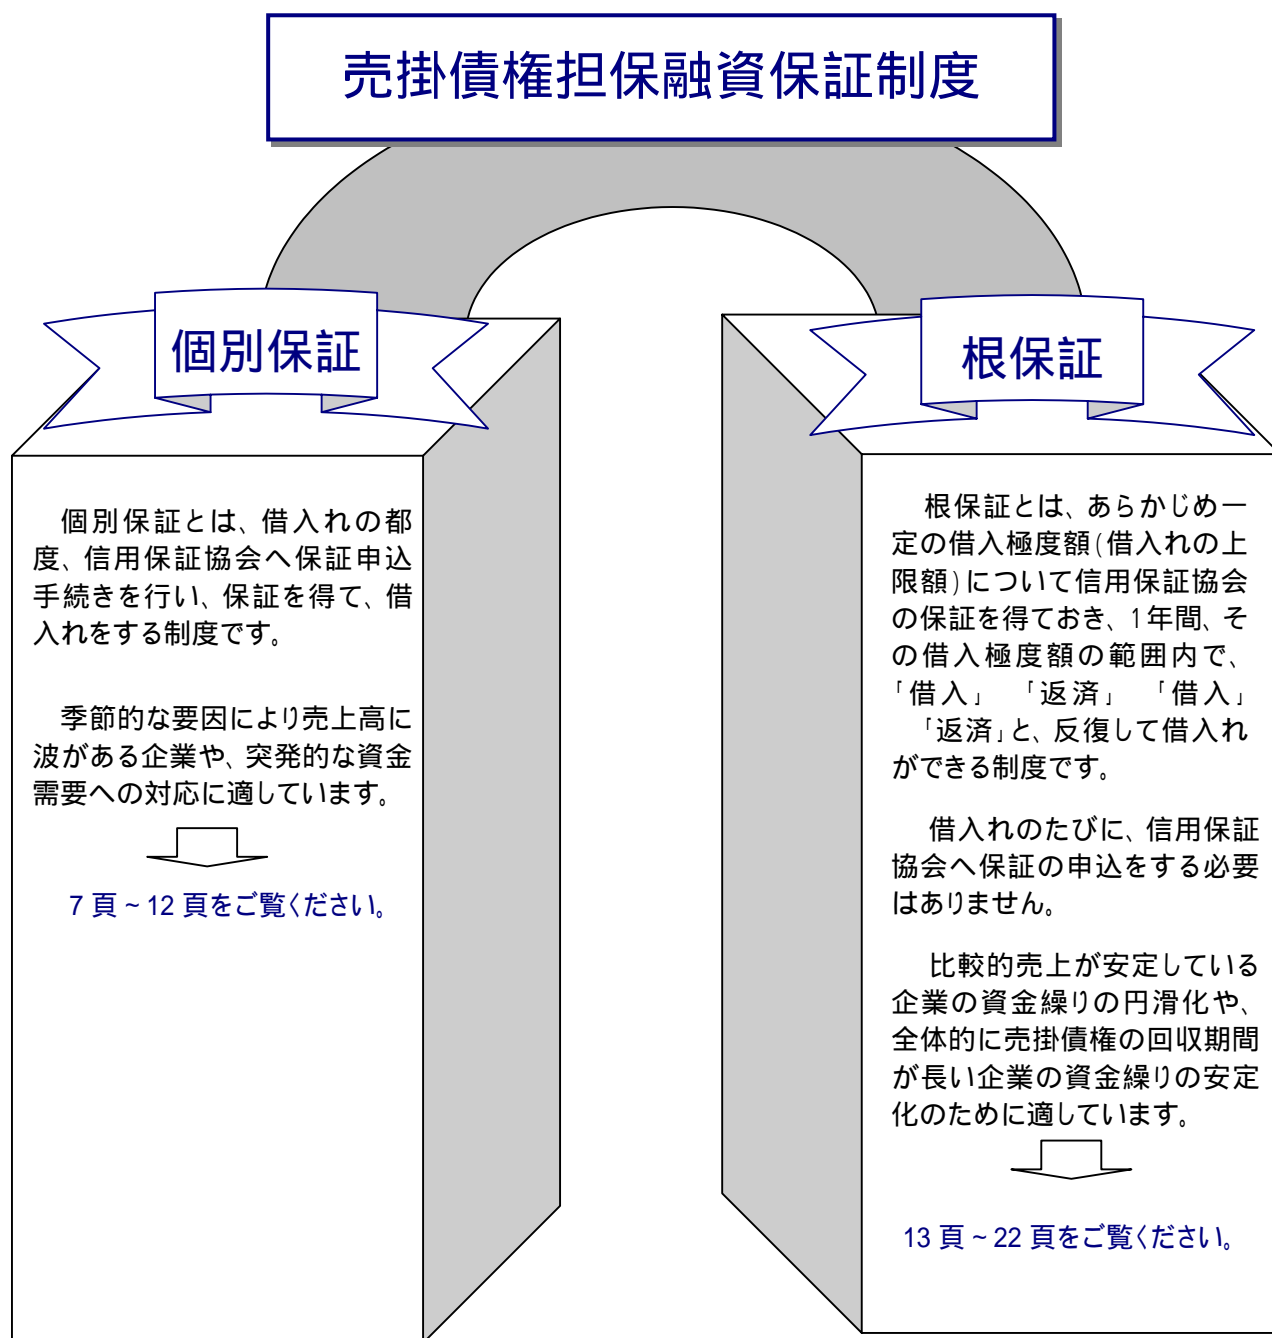 売掛債権担保融資保証制度
個別保証
個別保証とは、借入れの都
度、信用保証協会へ保証申込
手続きを行い、保証を得て、借
入れをする制度です。
季節的な要因により売上高に
波がある企業や、突発的な資金
需要への対応に適しています。
7 頁 ~ 12 頁をご覧ください。
根保証
根保証とは、あらかじめ一
定の借入極度額(借入れの上
限額)について信用保証協会
の保証を得ておき、1年間、そ
の借入極度額の範囲内で、
「借入」 「返済」 「借入」
「返済」と、反復して借入れ
ができる制度です。
借入れのたびに、信用保証
協会へ保証の申込をする必要
はありません。
比較的売上が安定している
企業の資金繰りの円滑化や、
全体的に売掛債権の回収期間
が長い企業の資金繰りの安定
化のために適しています。
13 頁 ~ 22 頁をご覧ください。